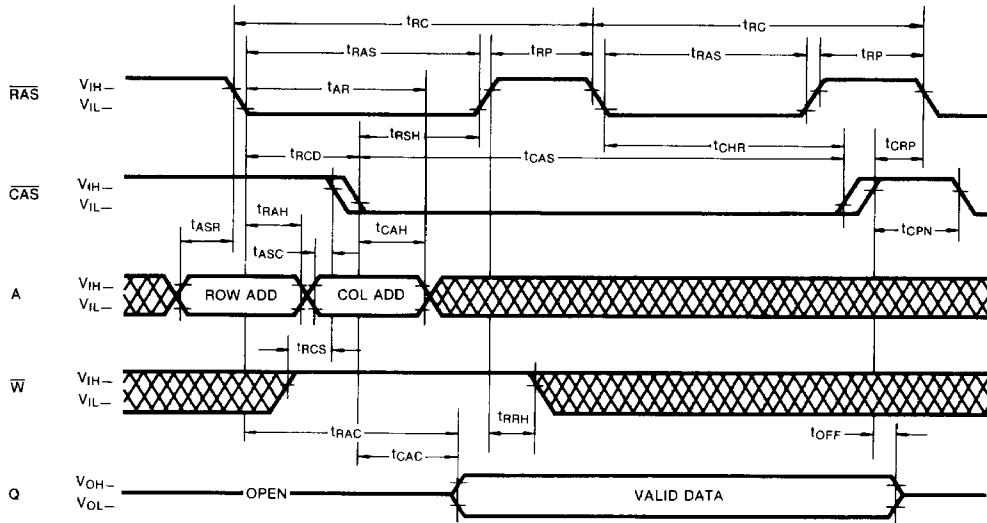 tRC tRC
tRAS tRP tRAS tRP
RAS VIH–
VIL–
tAR
tRSH tCHR
tRCD tCAS tCRP
CAS VIH–
VIL–
tASR tRAH tASC tCAH tCPN
A VIH–
VIL–
ROW ADD COL ADD
tRCS
W VIH–
VIL–
tRAC tRRH tOFF
tCAC
Q VOH–
VOL–
OPEN VALID DATA